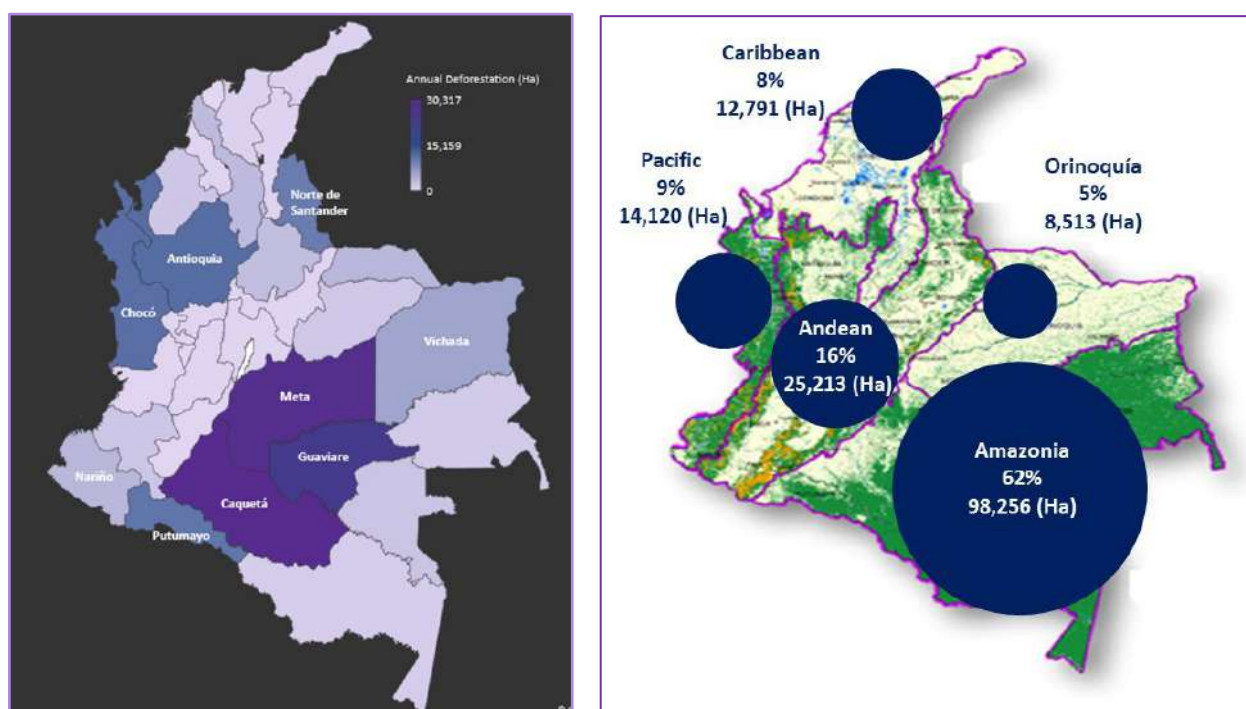 Annual Deforestation (Ha)
30,317
15,159
0
Norte de
Santander
Antioquia
Chocó
Vichada
Meta
Guaviare
Nariño
Caquetá
Putumayo
Caribbean
8%
12,791 (Ha)
Pacific
9%
14,120 (Ha)
Orinoquía
5%
8,513 (Ha)
Andean
16%
25,213 (Ha)
Amazonia
62%
98,256 (Ha)